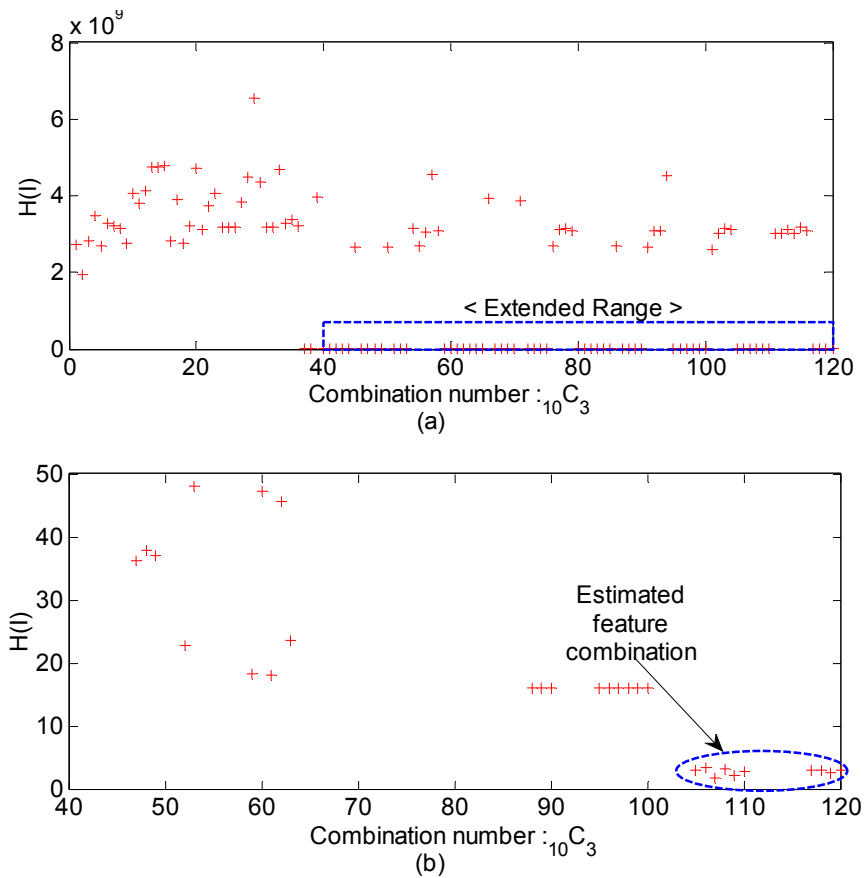 x 10⁹
8
6
4
2
0
H(I)
< Extended Range >
0 20 40 60 80 100 120
Combination number :₁₀C₃
(a)
50
40
30
20
10
0
H(I)
Estimated
feature
combination
40 50 60 70 80 90 100 110 120
Combination number :₁₀C₃
(b)